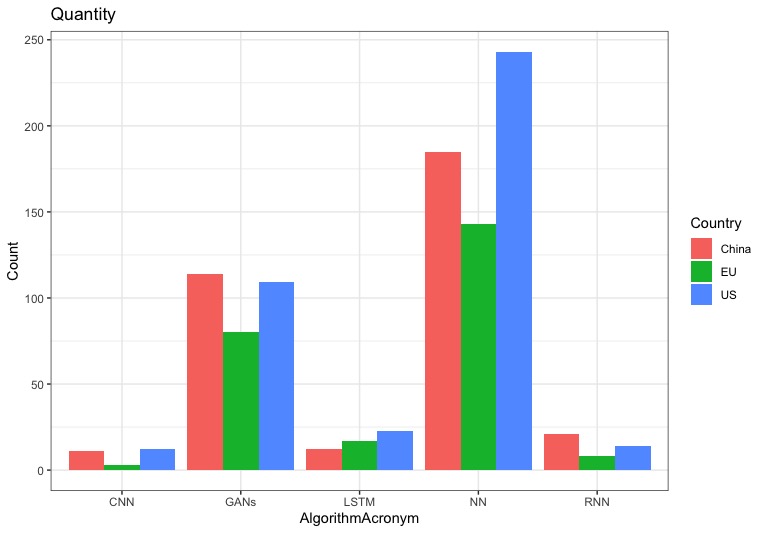 Quantity
250
200
150
100
50
0
Count
CNN GANs LSTM NN RNN
AlgorithmAcronym
Country
China
EU
US